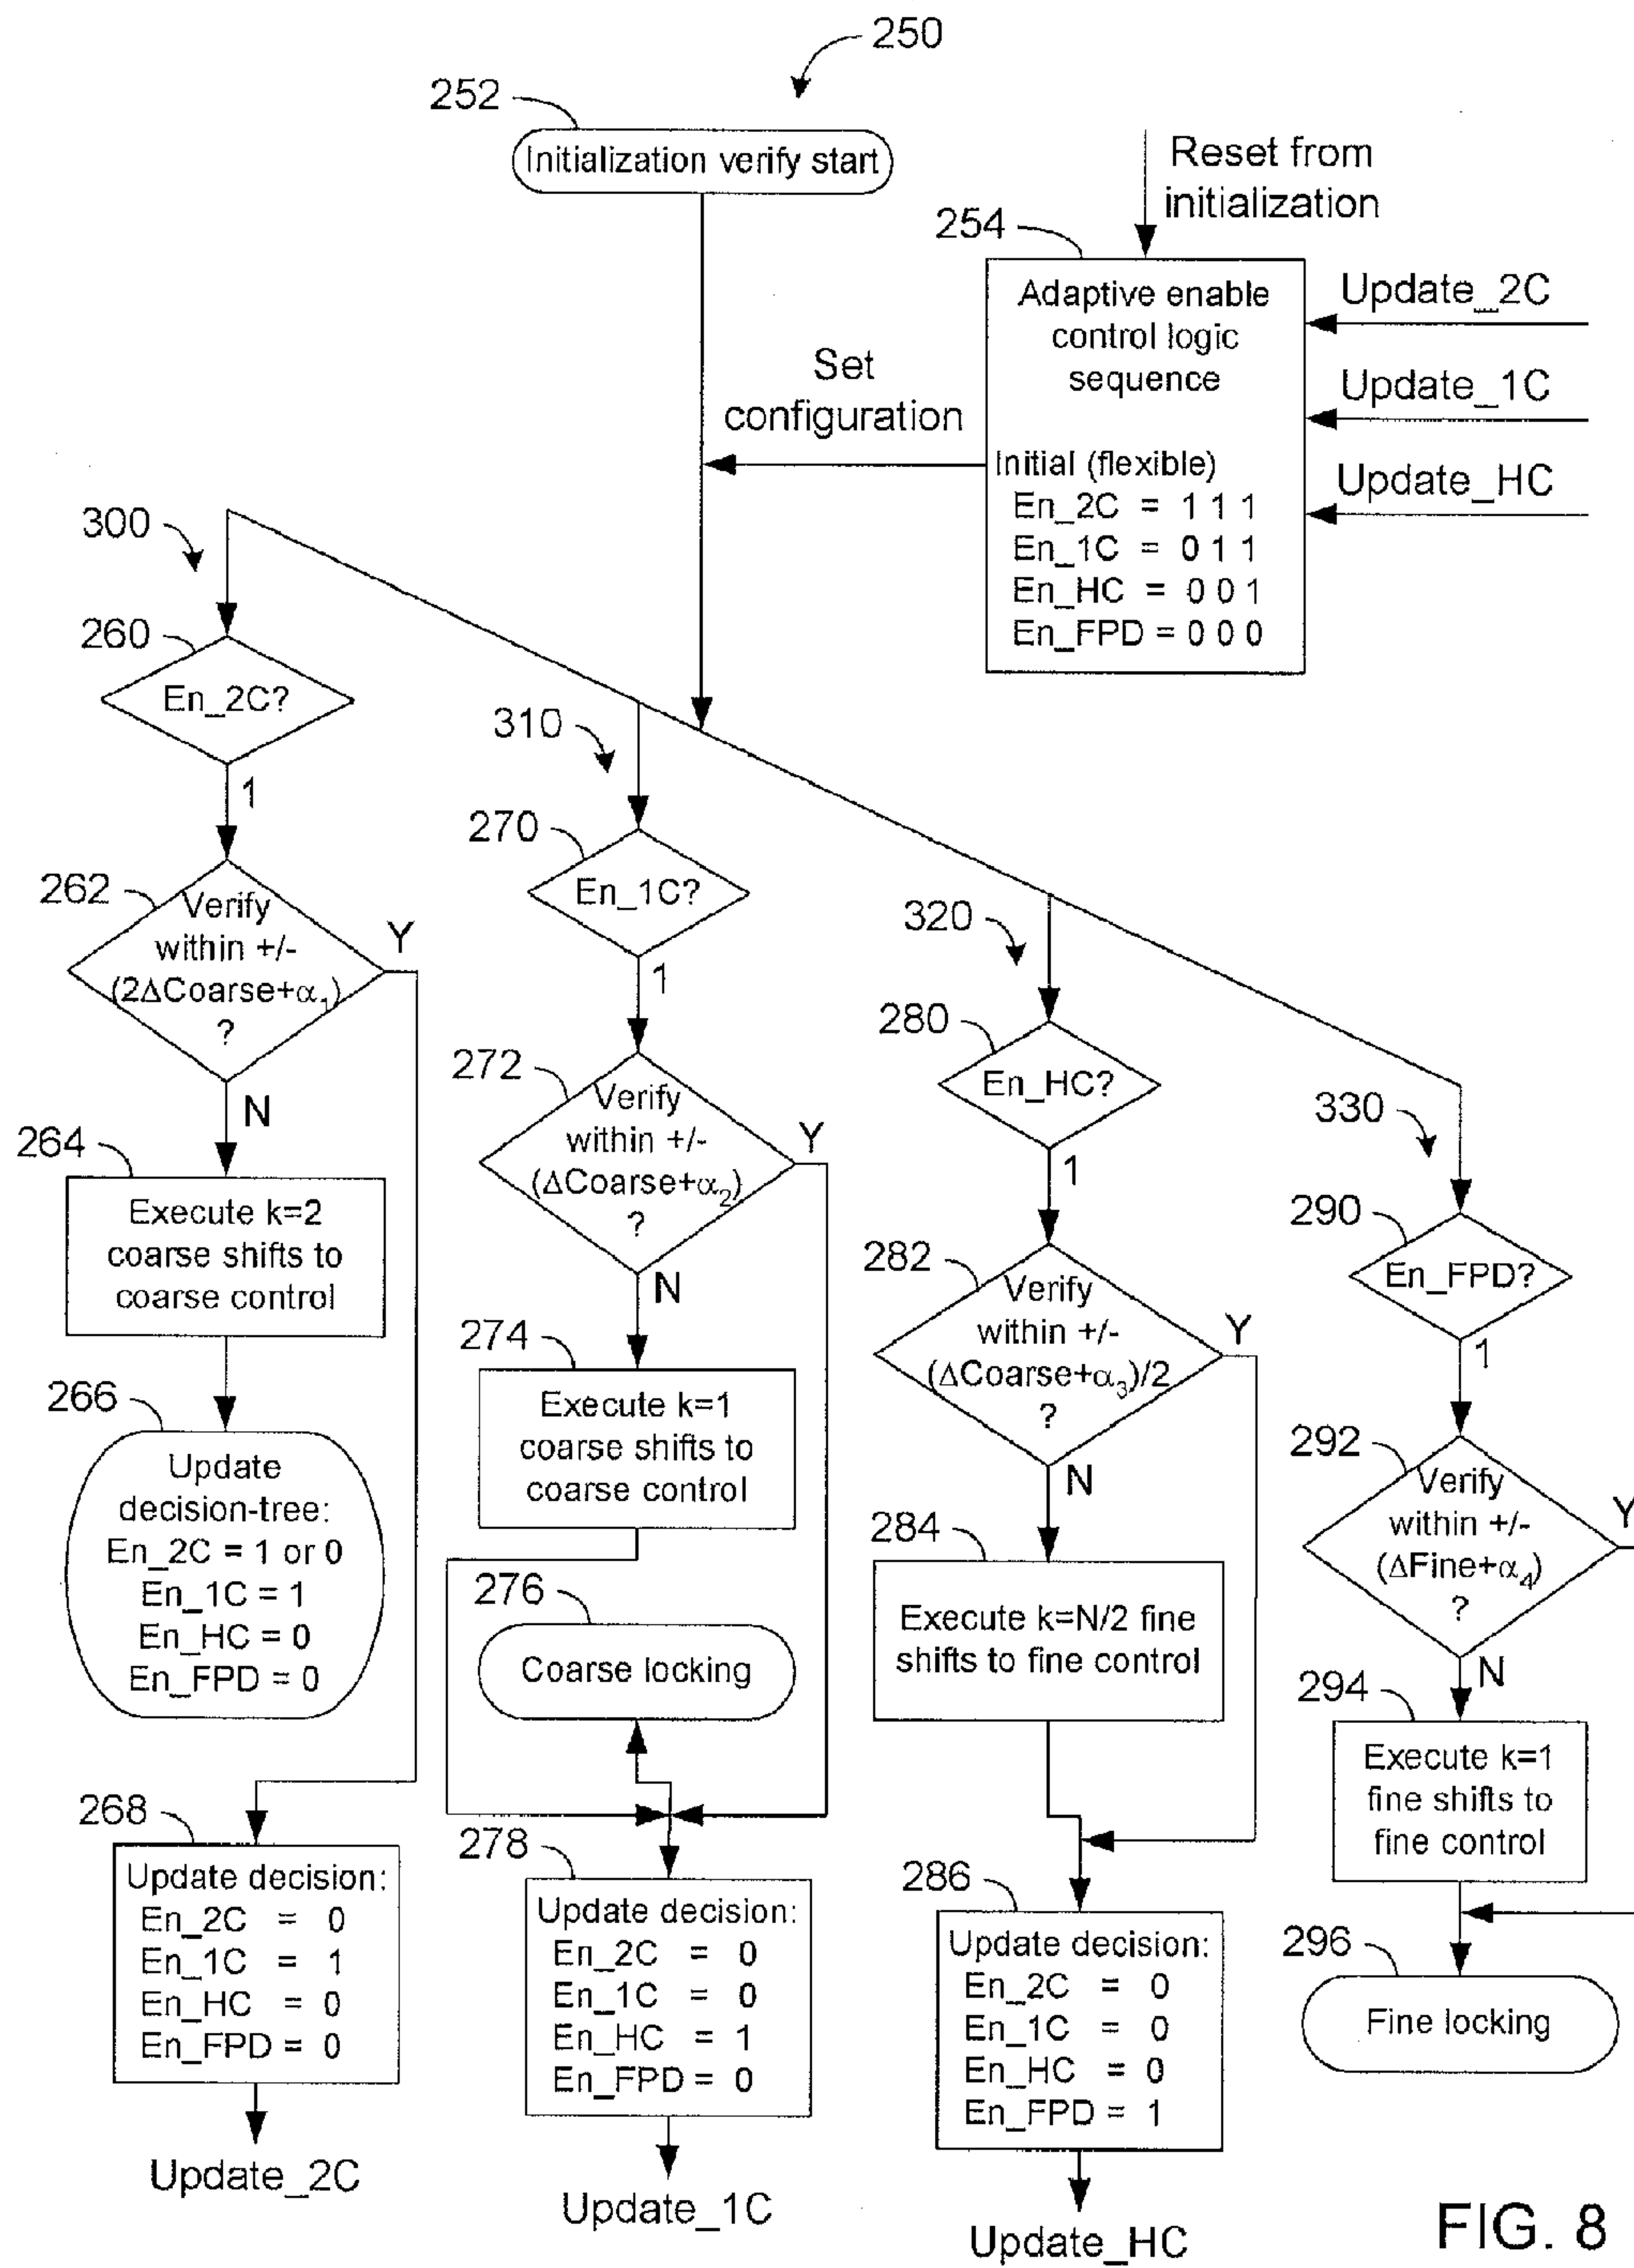 250
252
Initialization verify start
Reset from
initialization
254
Adaptive enable
control logic
sequence
Initial (flexible)
En_2C = 1 1 1
En_1C = 0 1 1
En_HC = 0 0 1
En_FPD = 0 0 0
Update_2C
Update_1C
Update_HC
Set
configuration
300
260
En_2C?
1
262
Verify
within +/-
(2ΔCoarse+α₁)
?
Y
N
264
Execute k=2
coarse shifts to
coarse control
266
Update
decision-tree:
En_2C = 1 or 0
En_1C = 1
En_HC = 0
En_FPD = 0
268
Update decision:
En_2C = 0
En_1C = 1
En_HC = 0
En_FPD = 0
Update_2C
310
270
En_1C?
1
272
Verify
within +/-
(ΔCoarse+α₂)
?
Y
N
274
Execute k=1
coarse shifts to
coarse control
276
Coarse locking
278
Update decision:
En_2C = 0
En_1C = 0
En_HC = 1
En_FPD = 0
Update_1C
320
280
En_HC?
1
282
Verify
within +/-
(ΔCoarse+α₃)/2
?
Y
N
284
Execute k=N/2 fine
shifts to fine control
286
Update decision:
En_2C = 0
En_1C = 0
En_HC = 0
En_FPD = 1
Update_HC
330
290
En_FPD?
1
292
Verify
within +/-
(ΔFine+α₄)
?
Y
N
294
Execute k=1
fine shifts to
fine control
296
Fine locking
FIG. 8